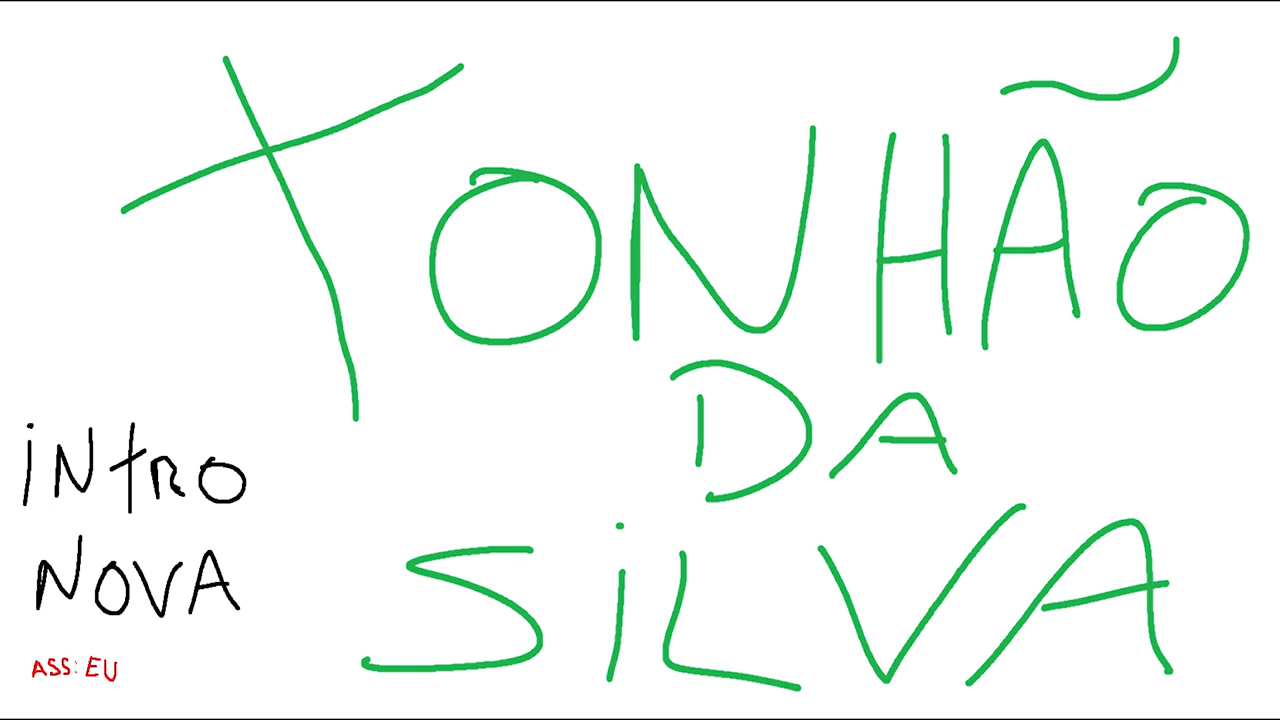 TONHÃO
DA
SiLVA
iNTRO
NOVA
ASS: EU